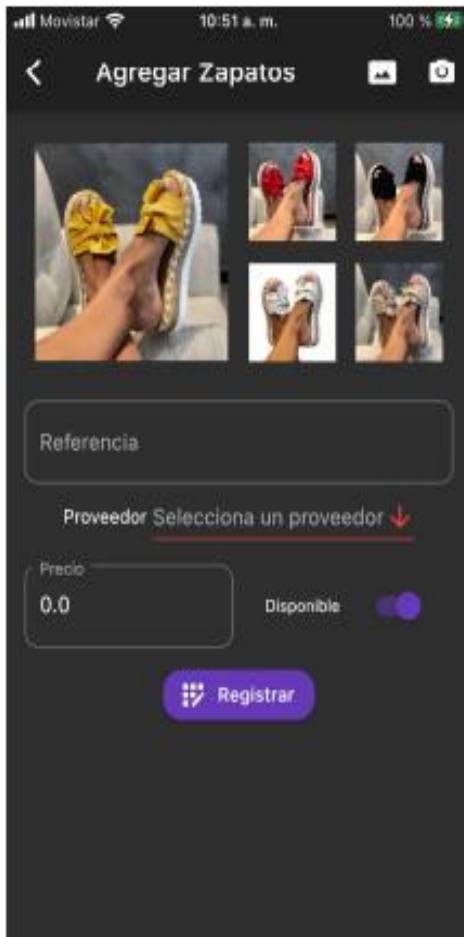 Movistar 10:51 a. m. 100 %
Agregar Zapatos
Referencia
Proveedor Selecciona un proveedor
Precio
0.0
Disponible
Registrar